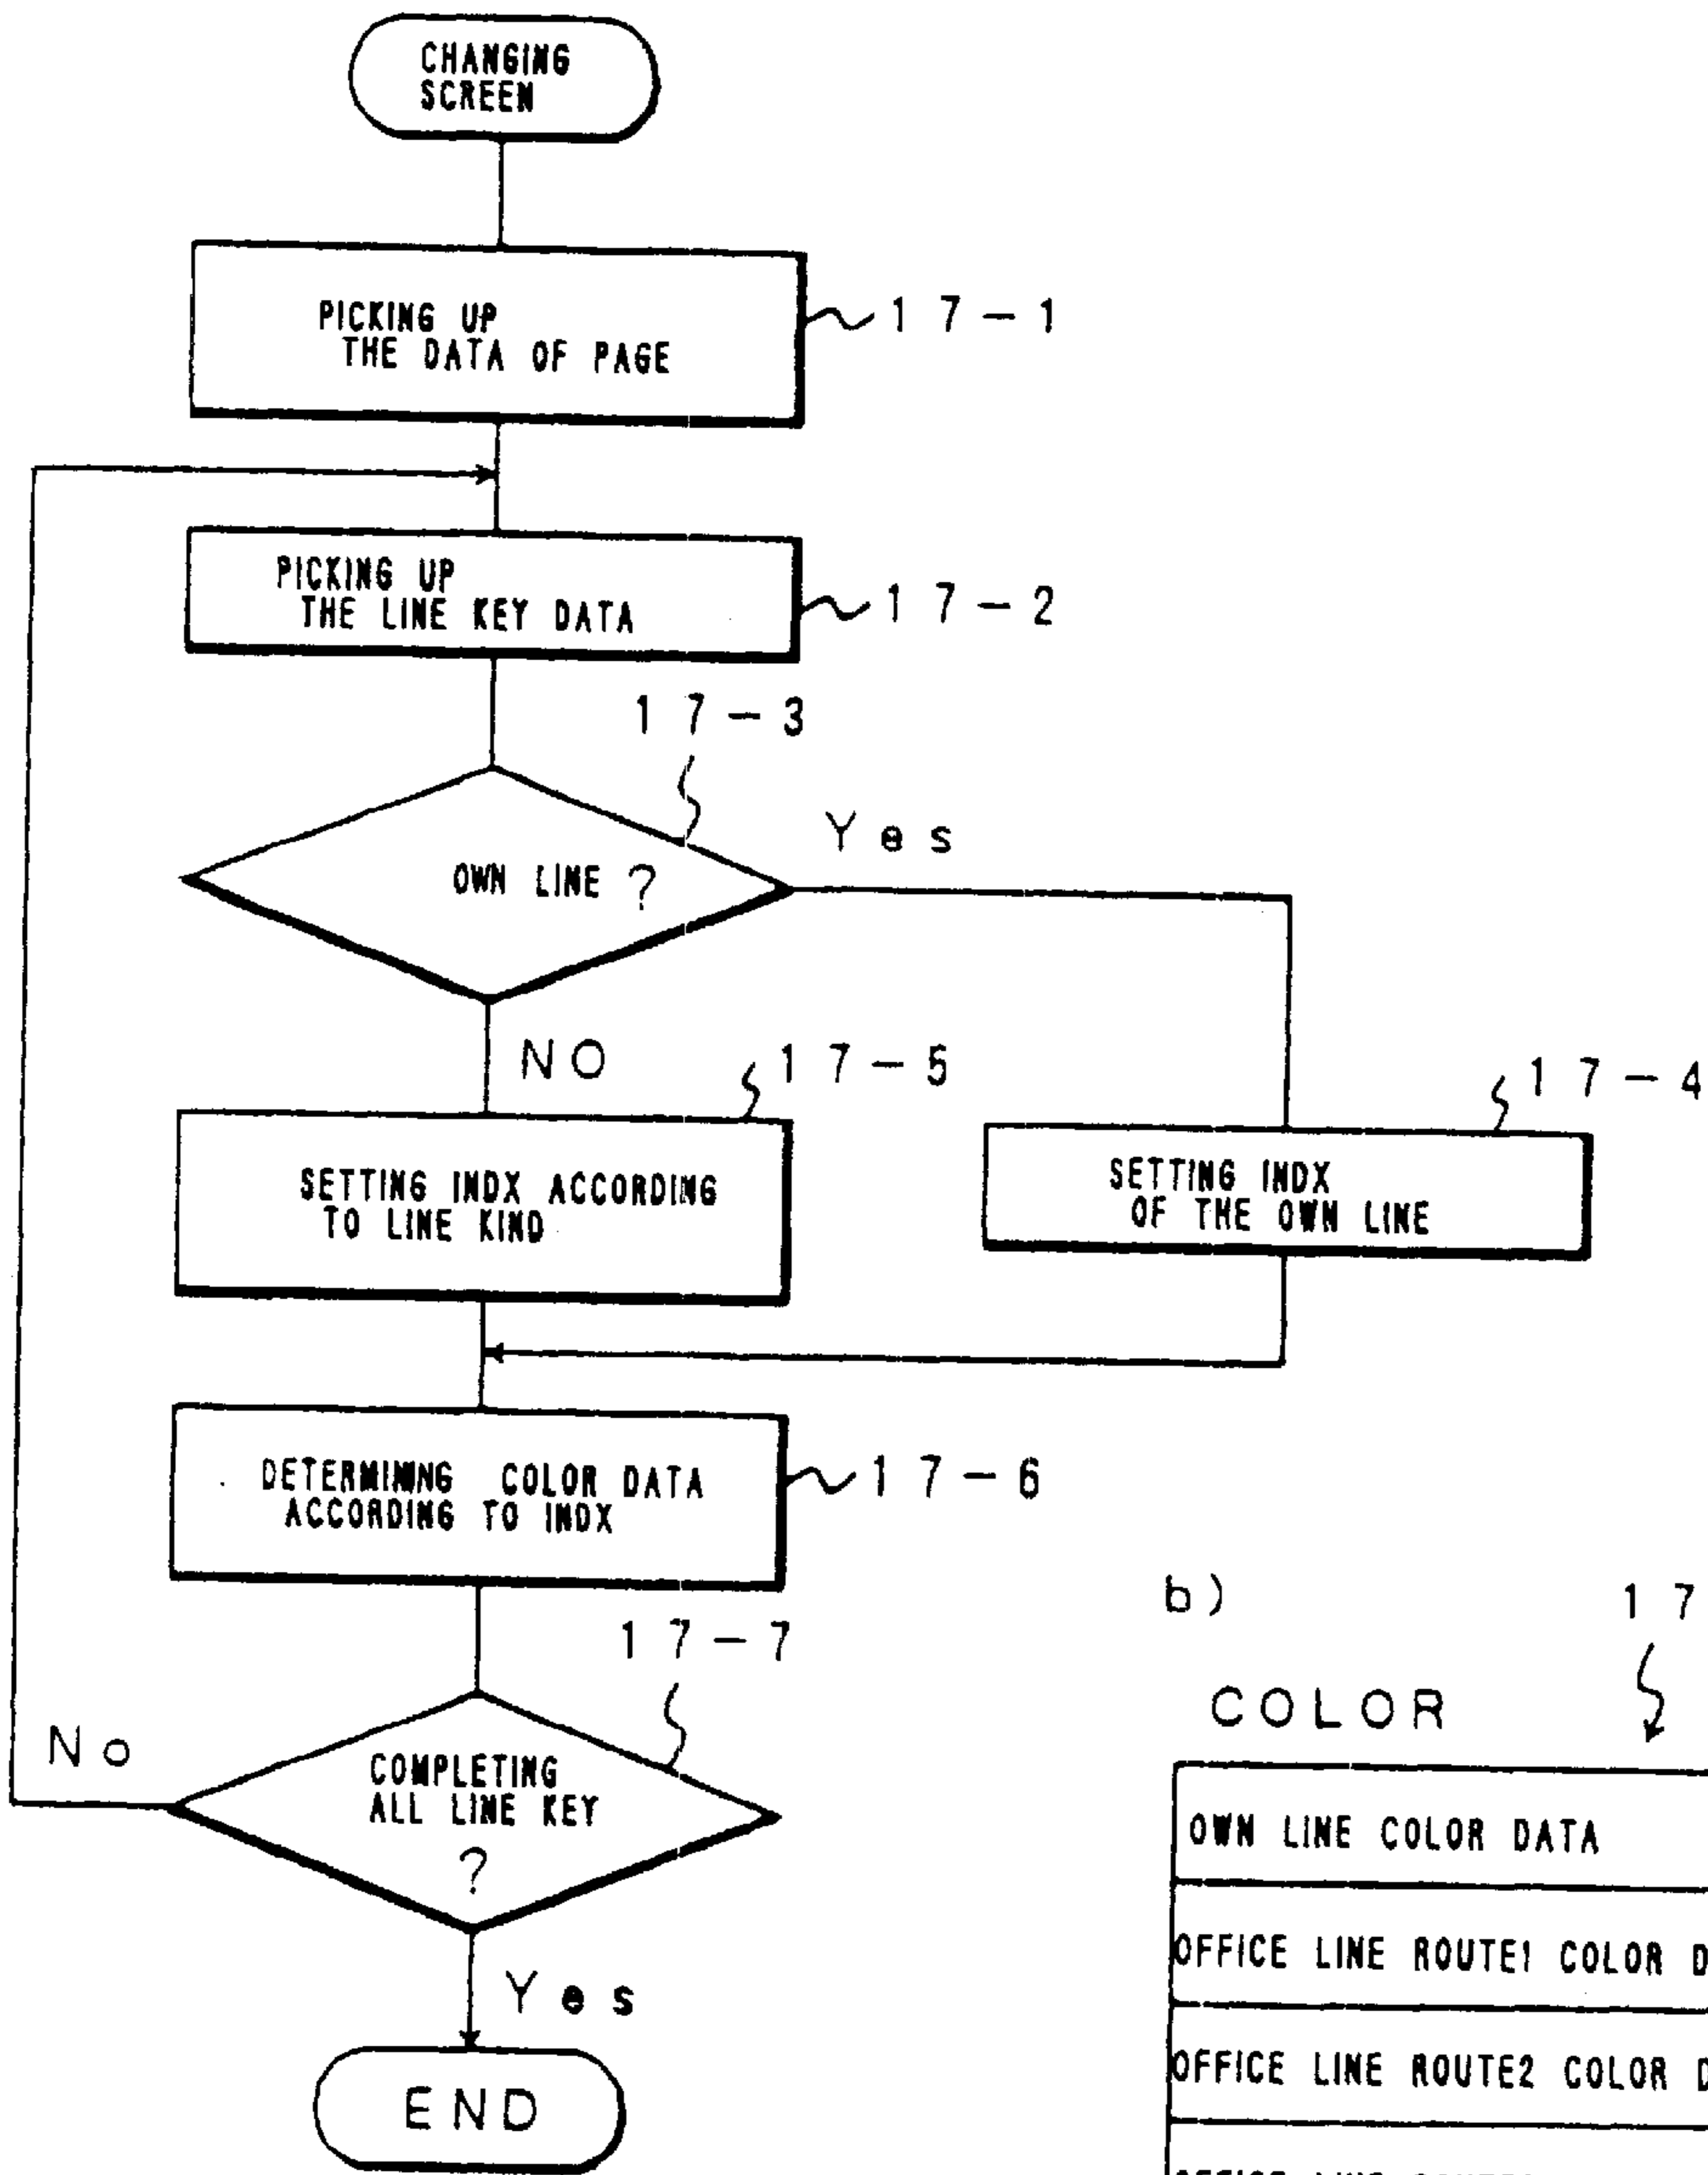 CHANGING
SCREEN
PICKING UP
THE DATA OF PAGE
17-1
PICKING UP
THE LINE KEY DATA
17-2
17-3
OWN LINE ?
Yes
NO
17-5
SETTING INDX ACCORDING
TO LINE KIND
17-4
SETTING INDX
OF THE OWN LINE
DETERMINING COLOR DATA
ACCORDING TO INDX
17-6
17-7
COMPLETING
ALL LINE KEY
?
No
Yes
END
b)
17
COLOR
OWN LINE COLOR DATA
OFFICE LINE ROUTE1 COLOR D
OFFICE LINE ROUTE2 COLOR D